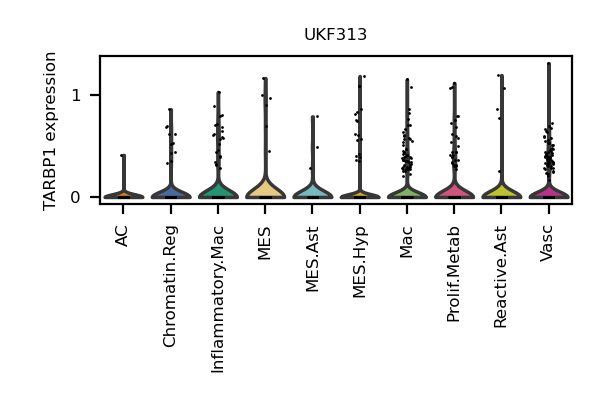 UKF313
TARBP1 expression
1
0
AC
Chromatin.Reg
Inflammatory.Mac
MES
MES.Ast
MES.Hyp
Mac
Prolif.Metab
Reactive.Ast
Vasc